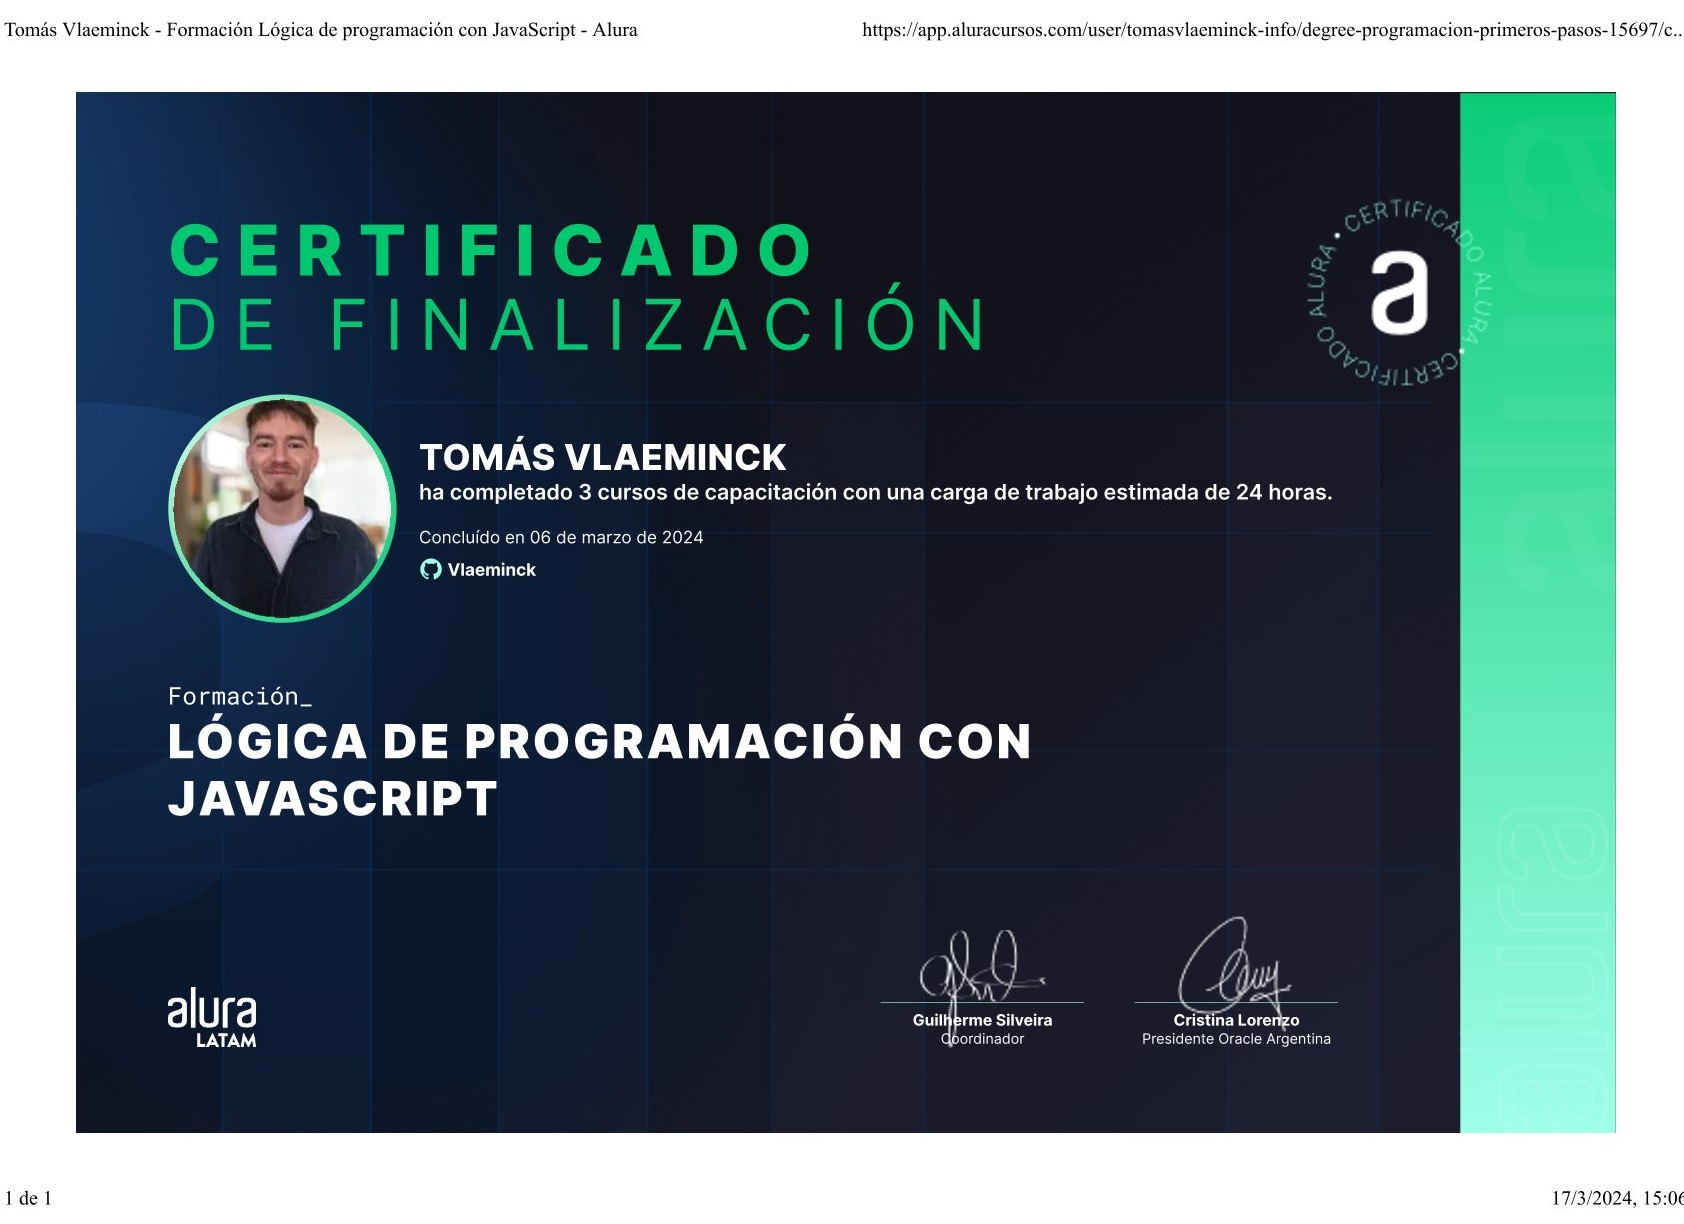 Tomás Vlaeminck - Formación Lógica de programación con JavaScript - Alura
https://app.aluracursos.com/user/tomasvlaeminck-info/degree-programacion-primeros-pasos-15697/c...
CERTIFICADO
DE FINALIZACIÓN
CERTIFICADO ALURA • CERTIFICADO ALURA •
a
TOMÁS VLAEMINCK
ha completado 3 cursos de capacitación con una carga de trabajo estimada de 24 horas.
Concluído en 06 de marzo de 2024
Vlaeminck
Formación_
LÓGICA DE PROGRAMACIÓN CON
JAVASCRIPT
alura
LATAM
Guilherme Silveira
Coordinador
Cristina Lorenzo
Presidente Oracle Argentina
alura
alura
alura
1 de 1
17/3/2024, 15:06